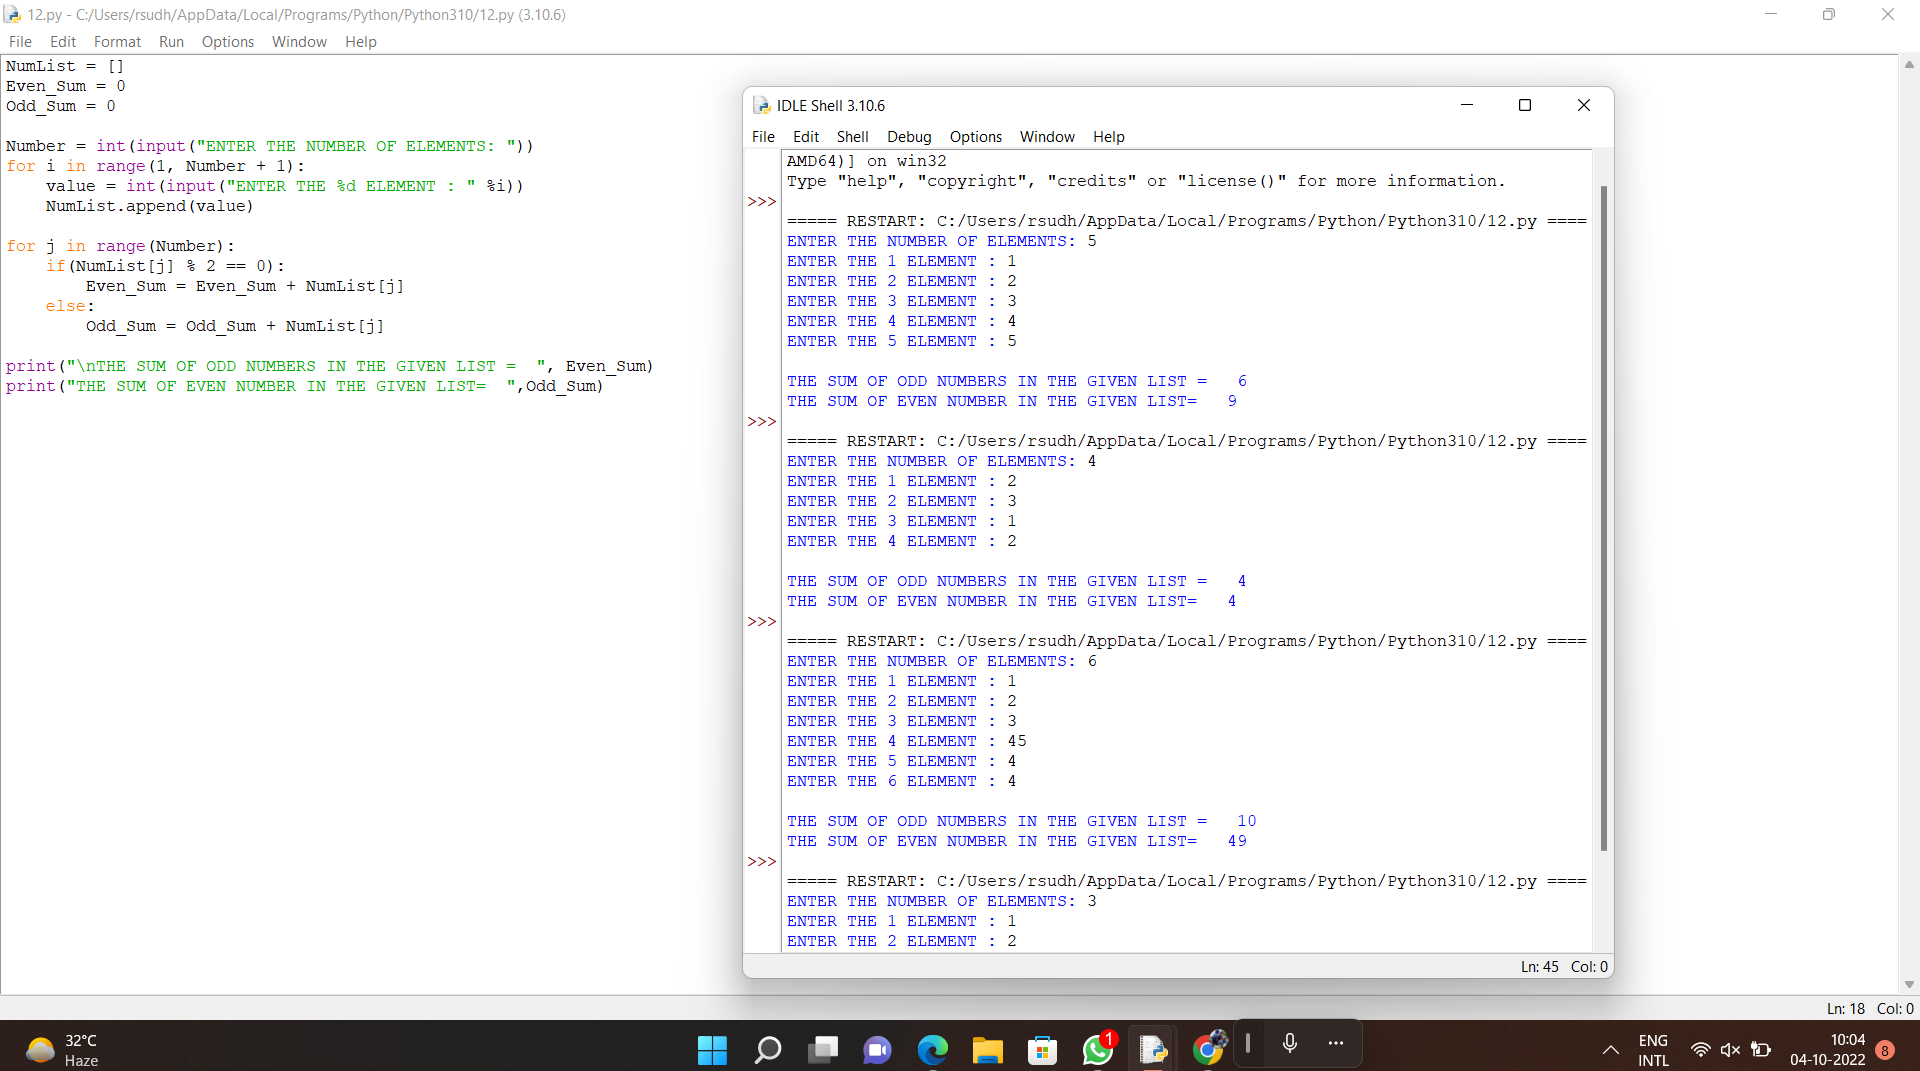 12.py - C:/Users/rsudh/AppData/Local/Programs/Python/Python310/12.py (3.10.6)
File Edit Format Run Options Window Help
NumList = []
Even_Sum = 0
Odd_Sum = 0
Number = int(input("ENTER THE NUMBER OF ELEMENTS: "))
for i in range(1, Number + 1):
    value = int(input("ENTER THE %d ELEMENT : " %i))
    NumList.append(value)
for j in range(Number):
    if(NumList[j] % 2 == 0):
        Even_Sum = Even_Sum + NumList[j]
    else:
        Odd_Sum = Odd_Sum + NumList[j]
print("\nTHE SUM OF ODD NUMBERS IN THE GIVEN LIST =  ", Even_Sum)
print("THE SUM OF EVEN NUMBER IN THE GIVEN LIST=  ",Odd_Sum)
IDLE Shell 3.10.6
File Edit Shell Debug Options Window Help
AMD64)] on win32
Type "help", "copyright", "credits" or "license()" for more information.
>>>
===== RESTART: C:/Users/rsudh/AppData/Local/Programs/Python/Python310/12.py ====
ENTER THE NUMBER OF ELEMENTS: 5
ENTER THE 1 ELEMENT : 1
ENTER THE 2 ELEMENT : 2
ENTER THE 3 ELEMENT : 3
ENTER THE 4 ELEMENT : 4
ENTER THE 5 ELEMENT : 5
THE SUM OF ODD NUMBERS IN THE GIVEN LIST =   6
THE SUM OF EVEN NUMBER IN THE GIVEN LIST=   9
>>>
===== RESTART: C:/Users/rsudh/AppData/Local/Programs/Python/Python310/12.py ====
ENTER THE NUMBER OF ELEMENTS: 4
ENTER THE 1 ELEMENT : 2
ENTER THE 2 ELEMENT : 3
ENTER THE 3 ELEMENT : 1
ENTER THE 4 ELEMENT : 2
THE SUM OF ODD NUMBERS IN THE GIVEN LIST =   4
THE SUM OF EVEN NUMBER IN THE GIVEN LIST=   4
>>>
===== RESTART: C:/Users/rsudh/AppData/Local/Programs/Python/Python310/12.py ====
ENTER THE NUMBER OF ELEMENTS: 6
ENTER THE 1 ELEMENT : 1
ENTER THE 2 ELEMENT : 2
ENTER THE 3 ELEMENT : 3
ENTER THE 4 ELEMENT : 45
ENTER THE 5 ELEMENT : 4
ENTER THE 6 ELEMENT : 4
THE SUM OF ODD NUMBERS IN THE GIVEN LIST =   10
THE SUM OF EVEN NUMBER IN THE GIVEN LIST=   49
>>>
===== RESTART: C:/Users/rsudh/AppData/Local/Programs/Python/Python310/12.py ====
ENTER THE NUMBER OF ELEMENTS: 3
ENTER THE 1 ELEMENT : 1
ENTER THE 2 ELEMENT : 2
Ln: 45 Col: 0
Ln: 18 Col: 0
32°C
Haze
1
ENG
INTL
10:04
04-10-2022
8